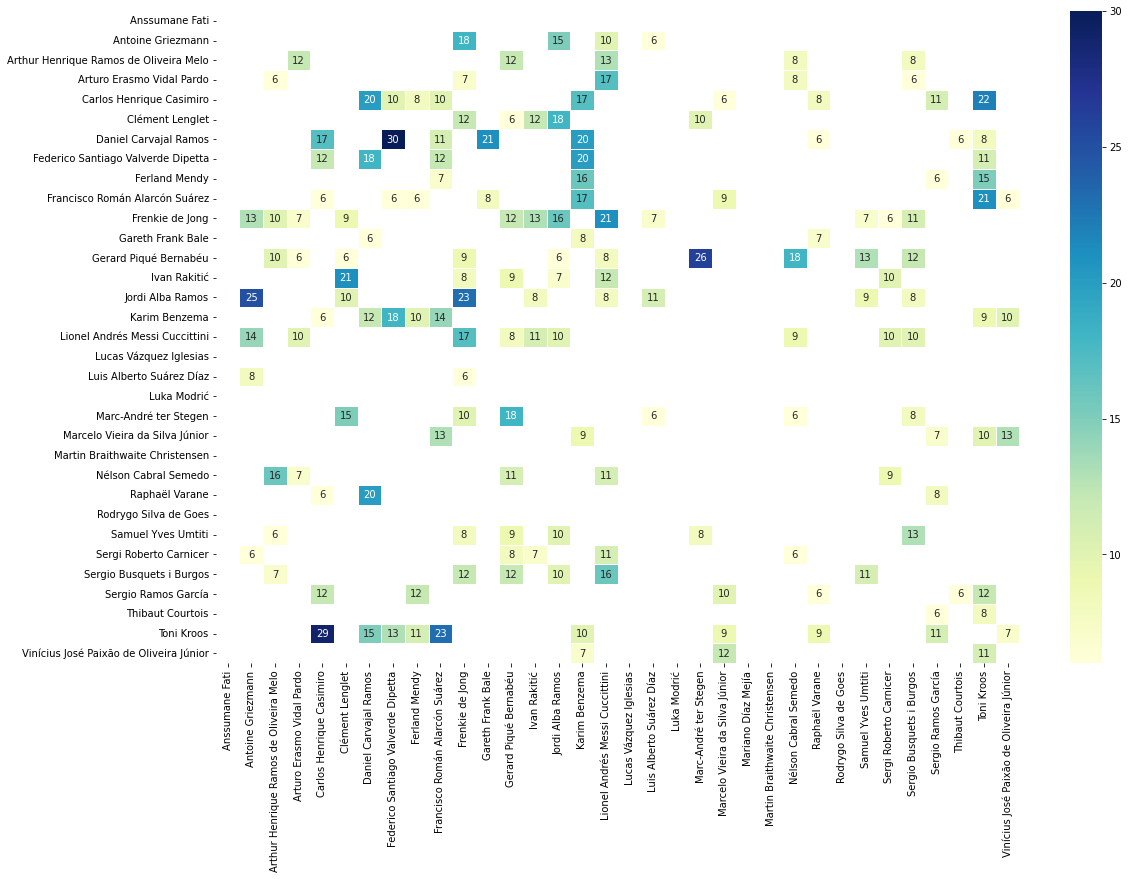 30
Anssumane Fati
Antoine Griezmann 18 15 10 6
Arthur Henrique Ramos de Oliveira Melo 12 12 13 8 8
Arturo Erasmo Vidal Pardo 6 7 17 8 6
Carlos Henrique Casimiro 20 10 8 10 17 6 8 11 22
Clément Lenglet 12 6 12 18 10
Daniel Carvajal Ramos 17 30 11 21 20 6 6 8
25
Federico Santiago Valverde Dipetta 12 18 12 20 11
Ferland Mendy 7 16 6 15
Francisco Román Alarcón Suárez 6 6 6 8 17 9 21 6
Frenkie de Jong 13 10 7 9 12 13 16 21 7 7 6 11
Gareth Frank Bale 6 8 7
Gerard Piqué Bernabéu 10 6 6 9 6 8 26 18 13 12
Ivan Rakitić 21 8 9 7 12 10
20
Jordi Alba Ramos 25 10 23 8 8 11 9 8
Karim Benzema 6 12 18 10 14 9 10
Lionel Andrés Messi Cuccittini 14 10 17 8 11 10 9 10 10
Lucas Vázquez Iglesias
Luis Alberto Suárez Díaz 8 6
Luka Modrić
Marc-André ter Stegen 15 10 18 6 6 8
15
Marcelo Vieira da Silva Júnior 13 9 7 10 13
Martin Braithwaite Christensen
Nélson Cabral Semedo 16 7 11 11 9
Raphaël Varane 6 20 8
Rodrygo Silva de Goes
Samuel Yves Umtiti 6 8 9 10 8 13
Sergi Roberto Carnicer 6 8 7 11 6
10
Sergio Busquets i Burgos 7 12 12 10 16 11
Sergio Ramos García 12 12 10 6 6 12
Thibaut Courtois 6 8
Toni Kroos 29 15 13 11 23 10 9 9 11 7
Vinícius José Paixão de Oliveira Júnior 7 12 11
Anssumane Fati
Antoine Griezmann
Arthur Henrique Ramos de Oliveira Melo
Arturo Erasmo Vidal Pardo
Carlos Henrique Casimiro
Clément Lenglet
Daniel Carvajal Ramos
Federico Santiago Valverde Dipetta
Ferland Mendy
Francisco Román Alarcón Suárez
Frenkie de Jong
Gareth Frank Bale
Gerard Piqué Bernabéu
Ivan Rakitić
Jordi Alba Ramos
Karim Benzema
Lionel Andrés Messi Cuccittini
Lucas Vázquez Iglesias
Luis Alberto Suárez Díaz
Luka Modrić
Marc-André ter Stegen
Marcelo Vieira da Silva Júnior
Mariano Díaz Mejía
Martin Braithwaite Christensen
Nélson Cabral Semedo
Raphaël Varane
Rodrygo Silva de Goes
Samuel Yves Umtiti
Sergi Roberto Carnicer
Sergio Busquets i Burgos
Sergio Ramos García
Thibaut Courtois
Toni Kroos
Vinícius José Paixão de Oliveira Júnior